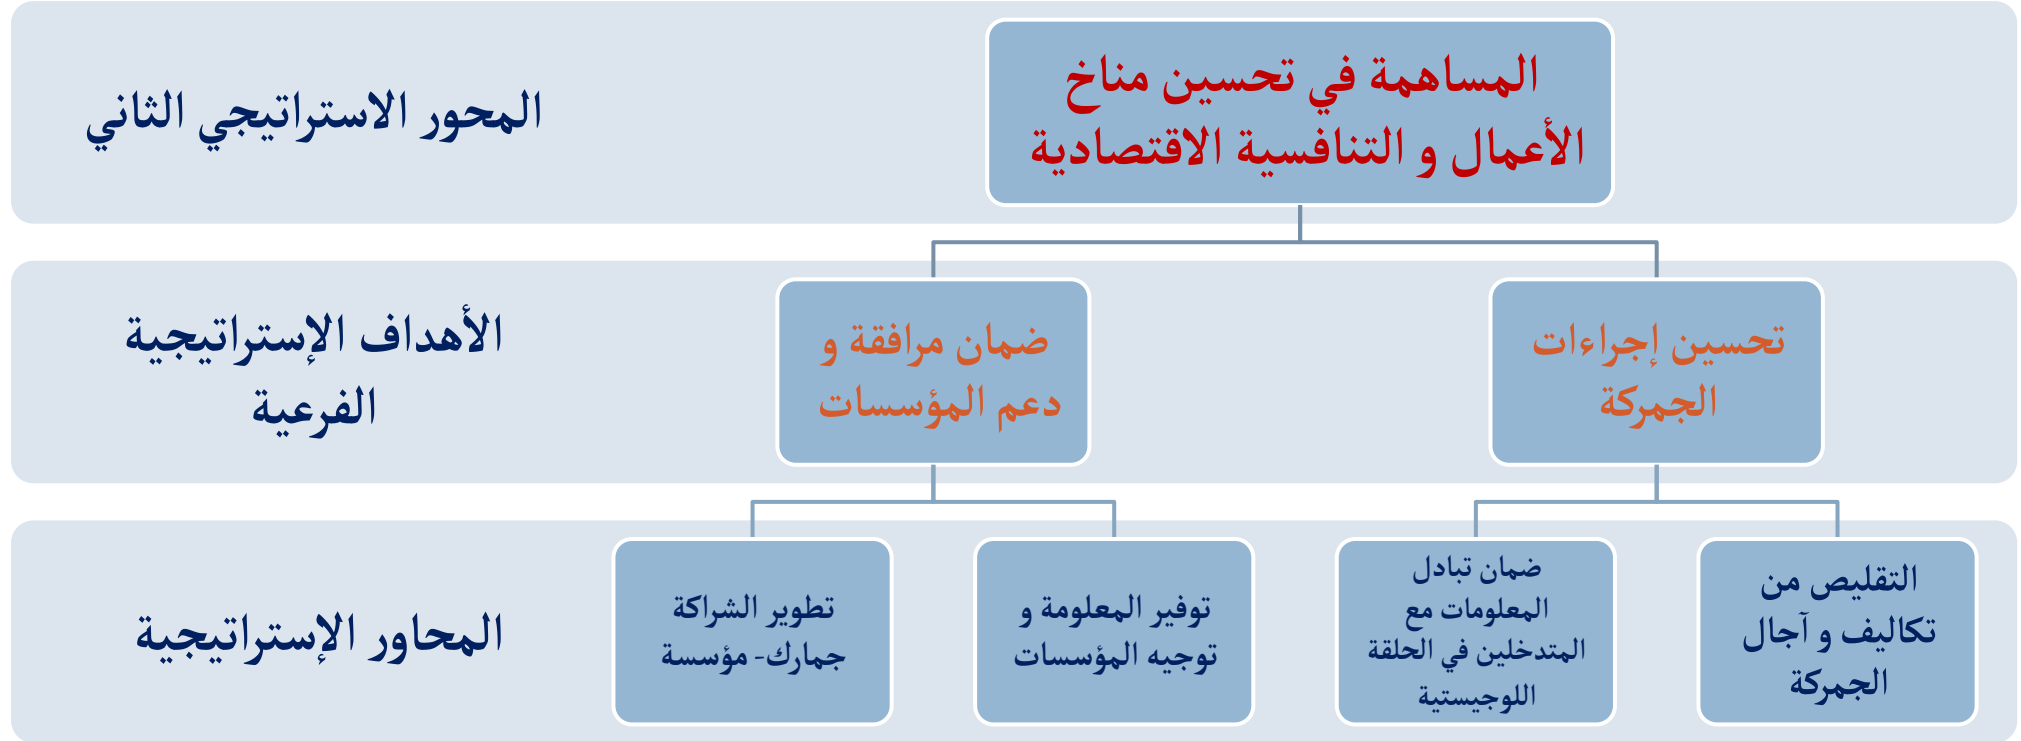 المساهمة في تحسين مناخ
الأعمال و التنافسية الاقتصادية
المحور الاستراتيجي الثاني
تحسين إجراءات
الجمركة
ضمان مرافقة و
دعم المؤسسات
الأهداف الإستراتيجية
الفرعية
التقليص من
تكاليف و آجال
الجمركة
ضمان تبادل
المعلومات مع
المتدخلين في الحلقة
اللوجيستية
توفير المعلومة و
توجيه المؤسسات
تطوير الشراكة
جمارك- مؤسسة
المحاور الإستراتيجية